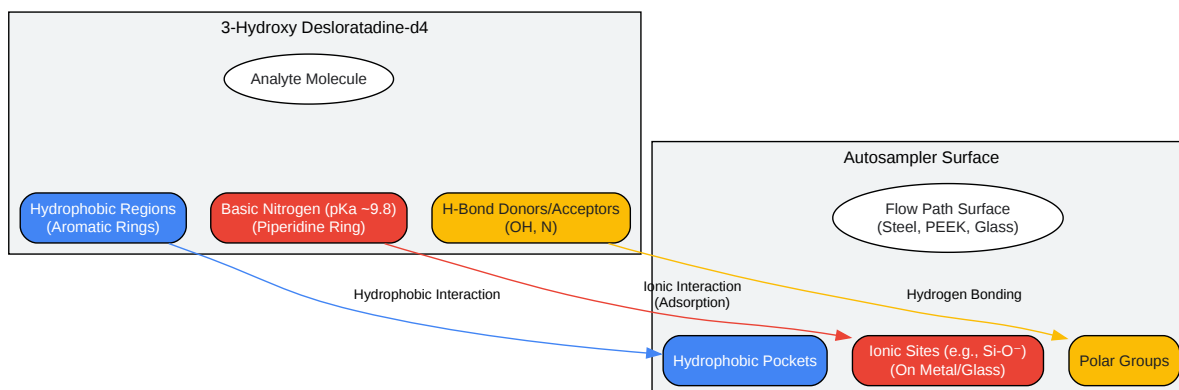 3-Hydroxy Desloratadine-d4
Analyte Molecule
Hydrophobic Regions
(Aromatic Rings)
Basic Nitrogen (pKa ~9.8)
(Piperidine Ring)
H-Bond Donors/Acceptors
(OH, N)
Autosampler Surface
Flow Path Surface
(Steel, PEEK, Glass)
Hydrophobic Interaction
Ionic Interaction
(Adsorption)
Hydrogen Bonding
Hydrophobic Pockets
Ionic Sites (e.g., Si-O⁻)
(On Metal/Glass)
Polar Groups